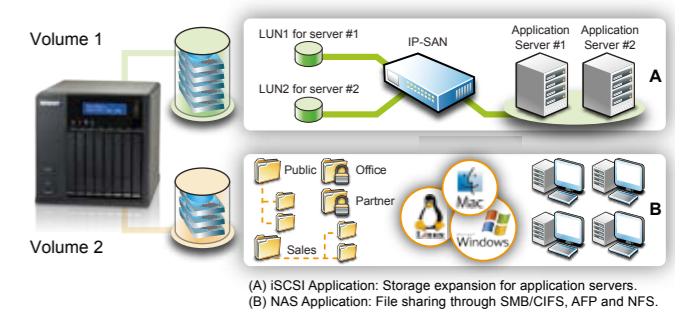 Volume 1
LUN1 for server #1
IP-SAN
Application
Server #1
Application
Server #2
LUN2 for server #2
A
Public
Office
Partner
Sales
Mac
Linux
Windows
B
Volume 2
(A) iSCSI Application: Storage expansion for application servers.
(B) NAS Application: File sharing through SMB/CIFS, AFP and NFS.